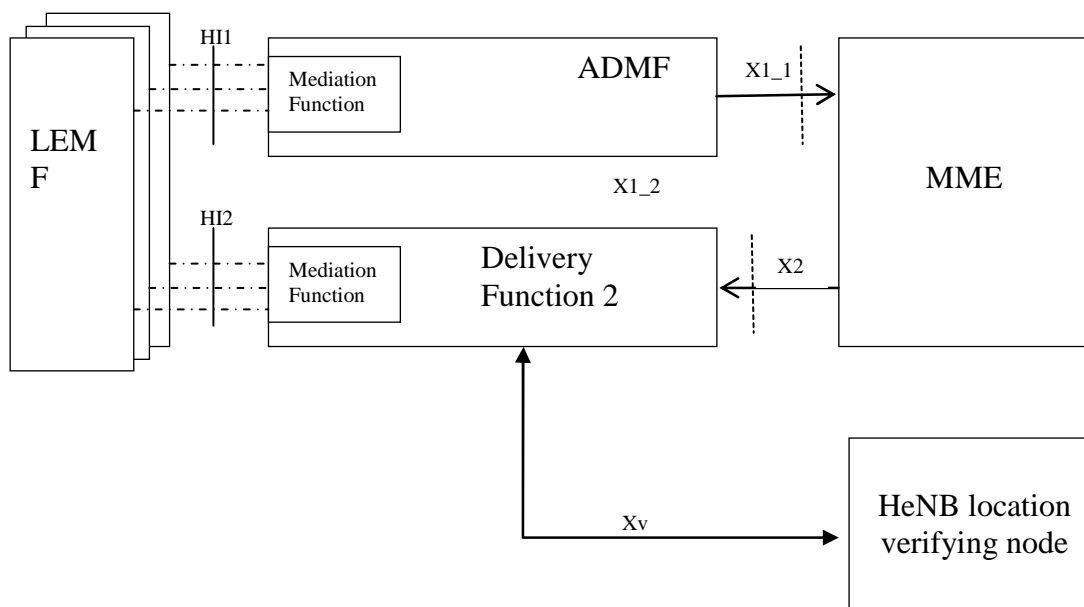 HI1
Mediation
Function
ADMF
X1_1
LEM
F
MME
X1_2
HI2
Mediation
Function
Delivery
Function 2
X2
HeNB location
verifying node
Xv